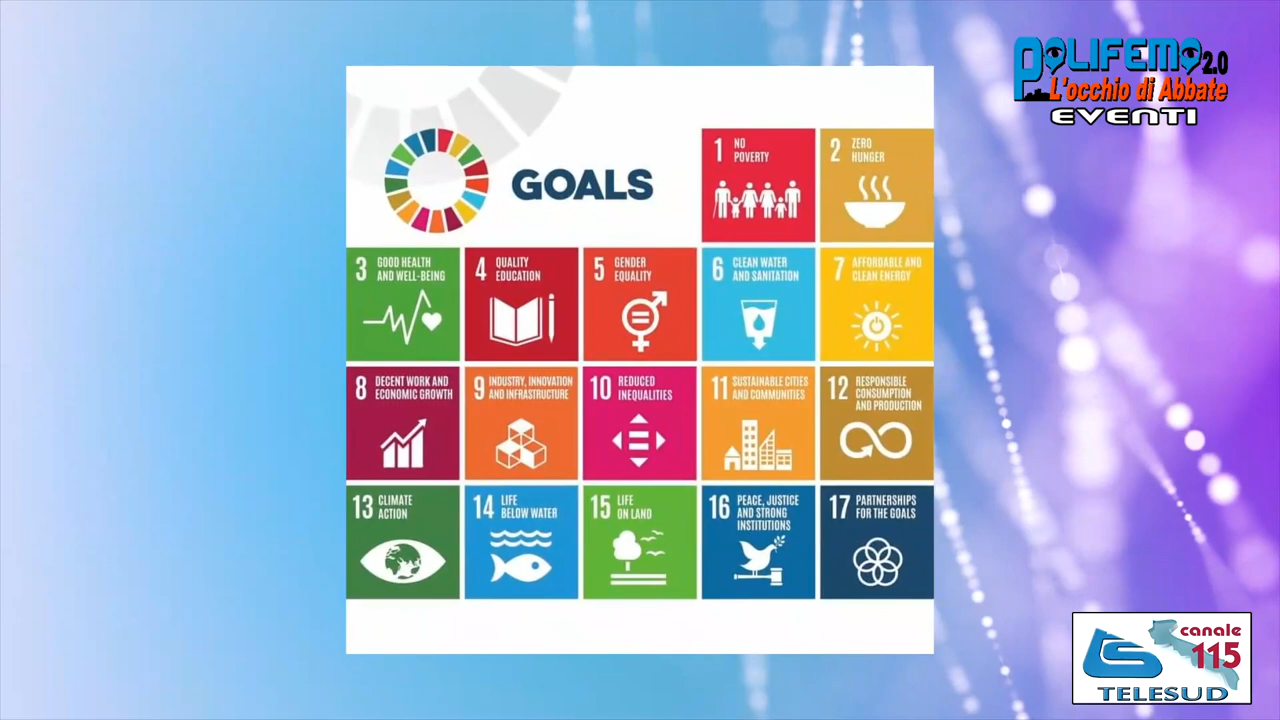 POLIFEMO 2.0
L'occhio di Abbate
EVENTI
GOALS
1 NO
POVERTY
2 ZERO
HUNGER
3 GOOD HEALTH
AND WELL-BEING
4 QUALITY
EDUCATION
5 GENDER
EQUALITY
6 CLEAN WATER
AND SANITATION
7 AFFORDABLE AND
CLEAN ENERGY
8 DECENT WORK AND
ECONOMIC GROWTH
9 INDUSTRY, INNOVATION
AND INFRASTRUCTURE
10 REDUCED
INEQUALITIES
11 SUSTAINABLE CITIES
AND COMMUNITIES
12 RESPONSIBLE
CONSUMPTION
AND PRODUCTION
13 CLIMATE
ACTION
14 LIFE
BELOW WATER
15 LIFE
ON LAND
16 PEACE, JUSTICE
AND STRONG
INSTITUTIONS
17 PARTNERSHIPS
FOR THE GOALS
canale
115
TELESUD